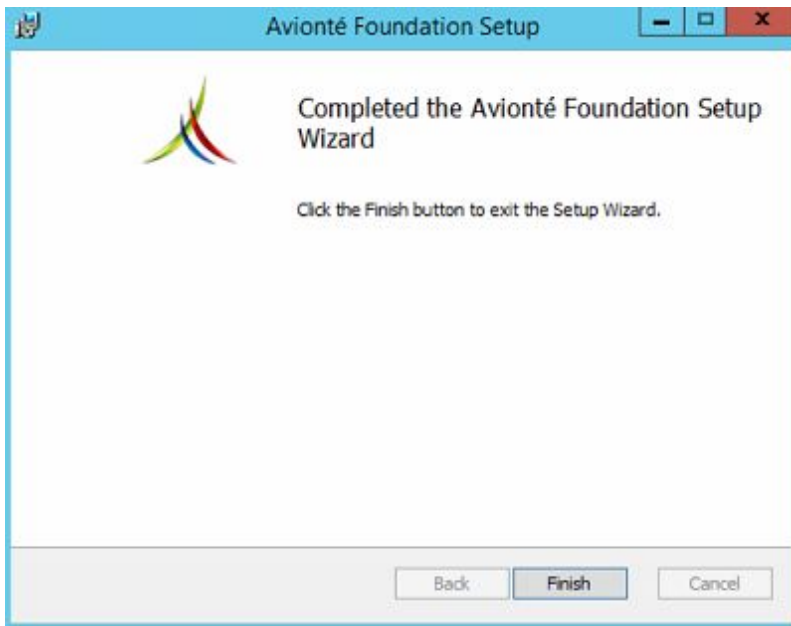 Avionté Foundation Setup
Completed the Avionté Foundation Setup
Wizard
Click the Finish button to exit the Setup Wizard.
Back Finish Cancel